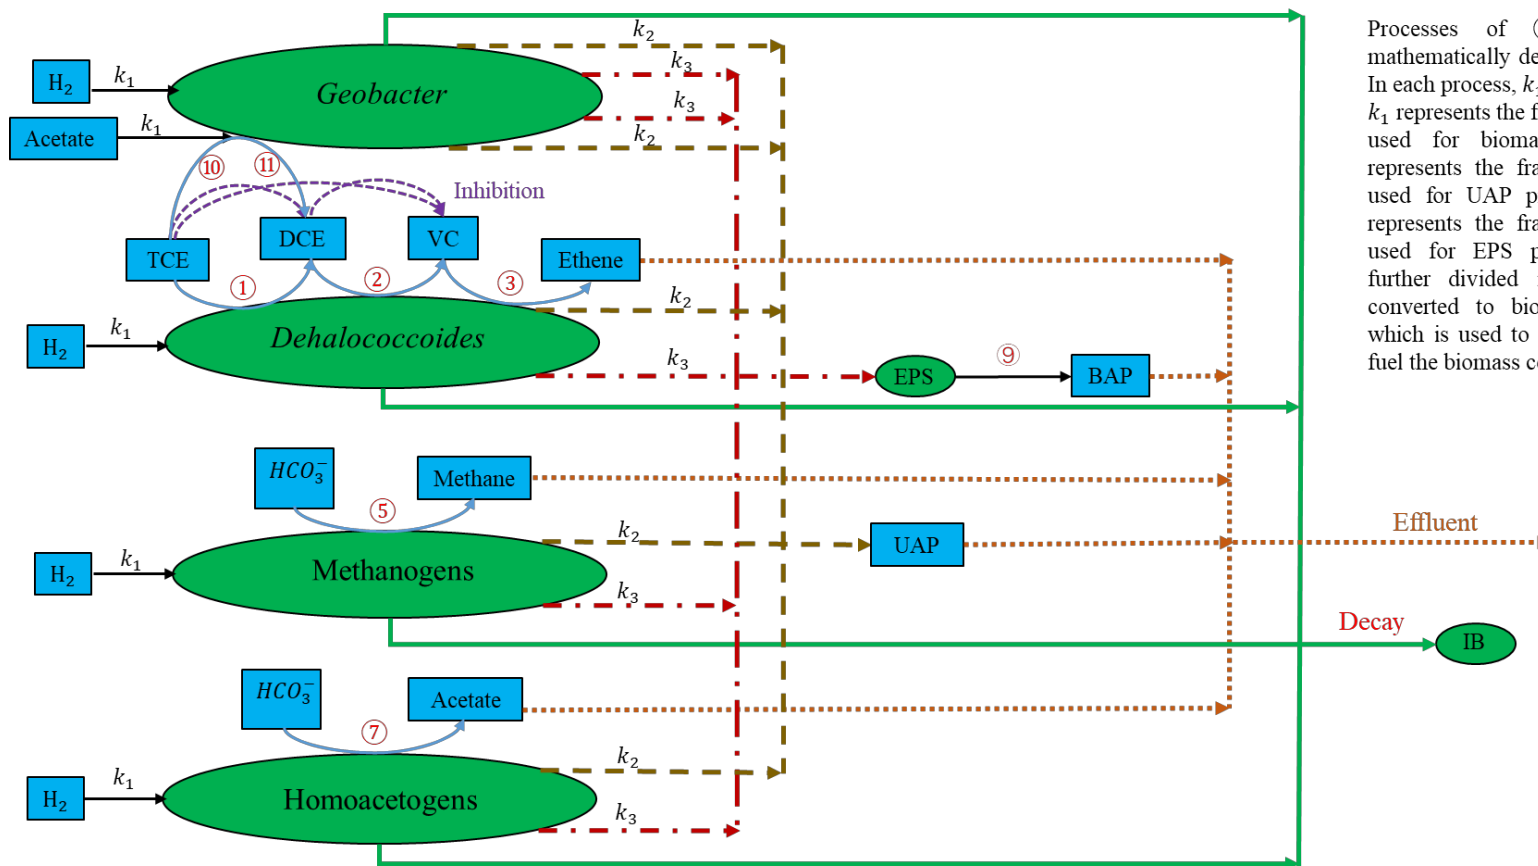 k₂
Processes of
mathematically de
H₂
k₁
Geobacter
k₃
In each process,
k₁ represents the f
Acetate
k₁
k₃
k₂
used for bioma
represents the fra
used for UAP p
represents the fra
used for EPS p
further divided
converted to bio
which is used to
fuel the biomass c
⑩
⑪
Inhibition
TCE
DCE
VC
Ethene
①
②
③
k₂
H₂
k₁
Dehalococcoides
k₃
EPS
⑨
BAP
HCO₃⁻
Methane
⑤
k₂
UAP
Effluent
H₂
k₁
Methanogens
k₃
Decay
IB
HCO₃⁻
Acetate
⑦
k₂
H₂
k₁
Homoacetogens
k₃